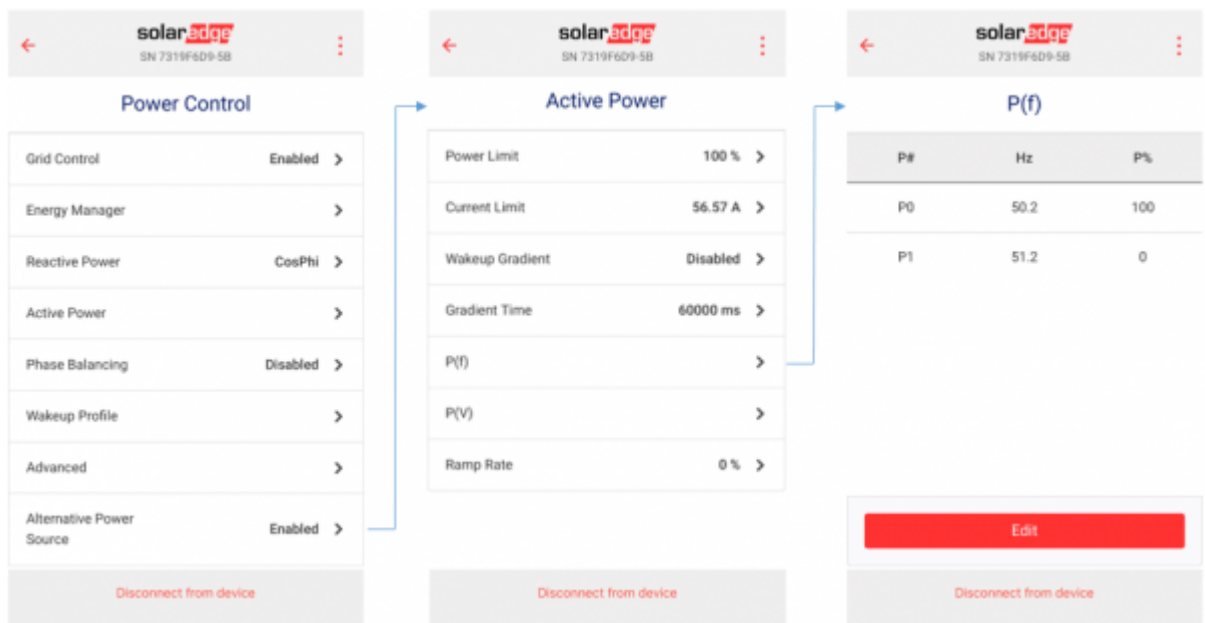 solaredge
SN 7319F6D9-5B
Power Control
Grid Control Enabled
Energy Manager
Reactive Power CosPhi
Active Power
Phase Balancing Disabled
Wakeup Profile
Advanced
Alternative Power
Source Enabled
Disconnect from device
solaredge
SN 7319F6D9-5B
Active Power
Power Limit 100 %
Current Limit 56.57 A
Wakeup Gradient Disabled
Gradient Time 60000 ms
P(f)
P(V)
Ramp Rate 0 %
Disconnect from device
solaredge
SN 7319F6D9-5B
P(f)
P# Hz P%
P0 50.2 100
P1 51.2 0
Edit
Disconnect from device